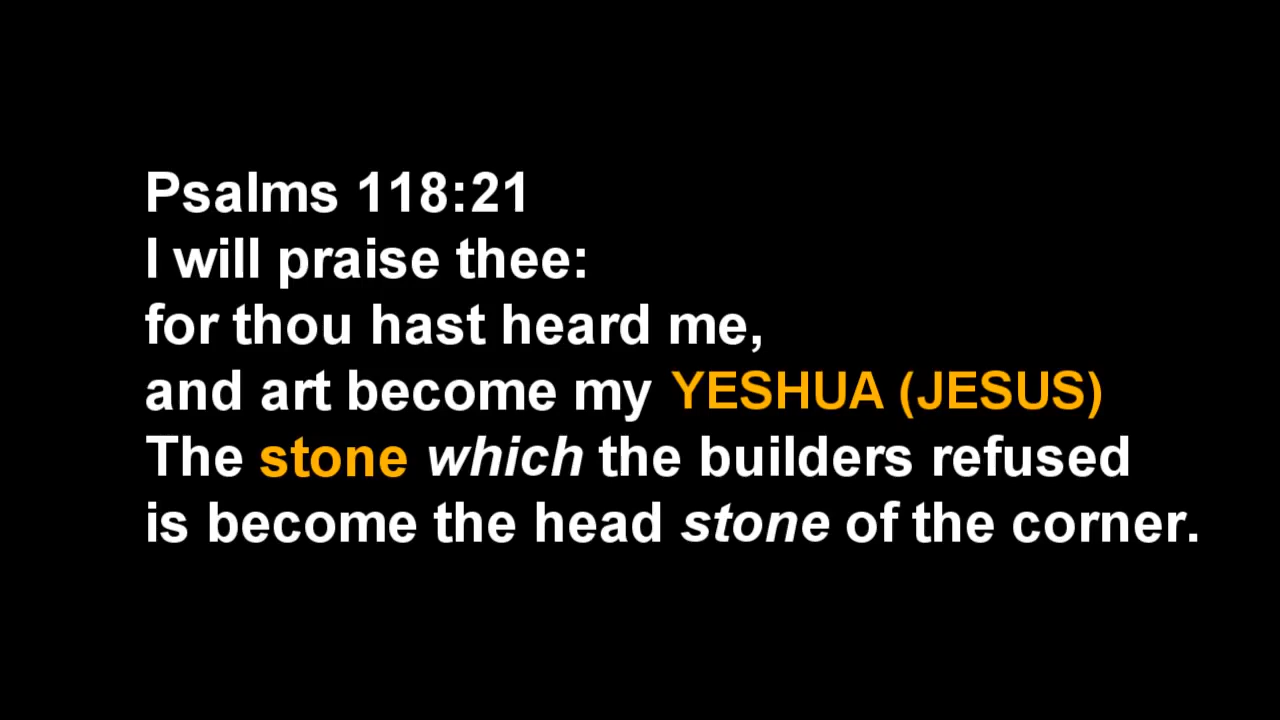 Psalms 118:21
I will praise thee:
for thou hast heard me,
and art become my YESHUA (JESUS)
The stone which the builders refused
is become the head stone of the corner.